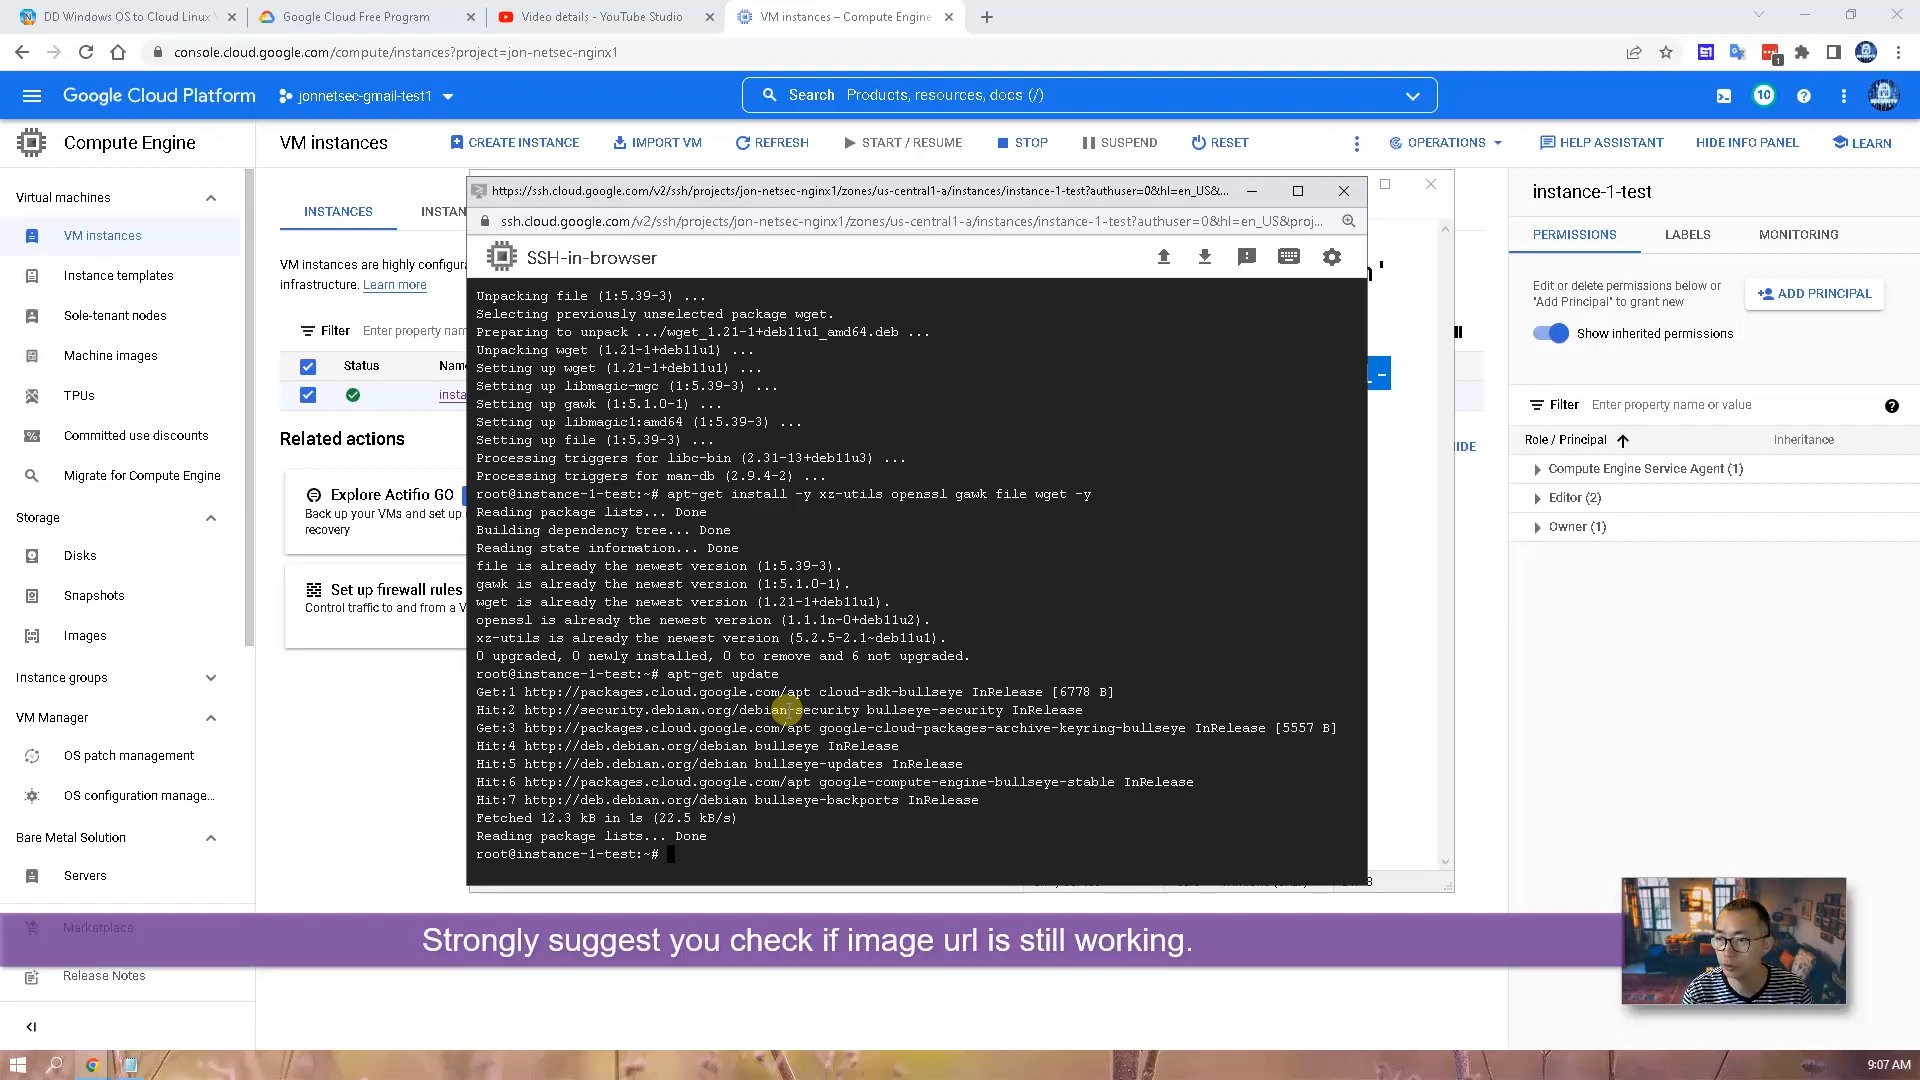 DD Windows OS to Cloud Linux
Google Cloud Free Program
Video details - YouTube Studio
VM instances – Compute Engine
console.cloud.google.com/compute/instances?project=jon-netsec-nginx1
1
Google Cloud Platform
jonnetsec-gmail-test1
Search Products, resources, docs (/)
10
Compute Engine
VM instances
CREATE INSTANCE
IMPORT VM
REFRESH
START / RESUME
STOP
SUSPEND
RESET
OPERATIONS
HELP ASSISTANT
HIDE INFO PANEL
LEARN
Virtual machines
VM instances
Instance templates
Sole-tenant nodes
Machine images
TPUs
Committed use discounts
Migrate for Compute Engine
Storage
Disks
Snapshots
Images
Instance groups
VM Manager
OS patch management
OS configuration manage...
Bare Metal Solution
Servers
Marketplace
Release Notes
INSTANCES
INSTAN
VM instances are highly configura
infrastructure. Learn more
Filter Enter property nam
Status
Nam
insta
Related actions
Explore Actifio GO
Back up your VMs and set up
recovery
Set up firewall rules
Control traffic to and from a V
https://ssh.cloud.google.com/v2/ssh/projects/jon-netsec-nginx1/zones/us-central1-a/instances/instance-1-test?authuser=0&hl=en_US&...
ssh.cloud.google.com/v2/ssh/projects/jon-netsec-nginx1/zones/us-central1-a/instances/instance-1-test?authuser=0&hl=en_US&proj...
SSH-in-browser
Unpacking file (1:5.39-3) ...
Selecting previously unselected package wget.
Preparing to unpack .../wget_1.21-1+deb11u1_amd64.deb ...
Unpacking wget (1.21-1+deb11u1) ...
Setting up wget (1.21-1+deb11u1) ...
Setting up libmagic-mgc (1:5.39-3) ...
Setting up gawk (1:5.1.0-1) ...
Setting up libmagic1:amd64 (1:5.39-3) ...
Setting up file (1:5.39-3) ...
Processing triggers for libc-bin (2.31-13+deb11u3) ...
Processing triggers for man-db (2.9.4-2) ...
root@instance-1-test:~# apt-get install -y xz-utils openssl gawk file wget -y
Reading package lists... Done
Building dependency tree... Done
Reading state information... Done
file is already the newest version (1:5.39-3).
gawk is already the newest version (1:5.1.0-1).
wget is already the newest version (1.21-1+deb11u1).
openssl is already the newest version (1.1.1n-0+deb11u2).
xz-utils is already the newest version (5.2.5-2.1~deb11u1).
0 upgraded, 0 newly installed, 0 to remove and 6 not upgraded.
root@instance-1-test:~# apt-get update
Get:1 http://packages.cloud.google.com/apt cloud-sdk-bullseye InRelease [6778 B]
Hit:2 http://security.debian.org/debian-security bullseye-security InRelease
Get:3 http://packages.cloud.google.com/apt google-cloud-packages-archive-keyring-bullseye InRelease [5557 B]
Hit:4 http://deb.debian.org/debian bullseye InRelease
Hit:5 http://deb.debian.org/debian bullseye-updates InRelease
Hit:6 http://packages.cloud.google.com/apt google-compute-engine-bullseye-stable InRelease
Hit:7 http://deb.debian.org/debian bullseye-backports InRelease
Fetched 12.3 kB in 1s (22.5 kB/s)
Reading package lists... Done
root@instance-1-test:~#
IDE
instance-1-test
PERMISSIONS
LABELS
MONITORING
Edit or delete permissions below or
"Add Principal" to grant new
ADD PRINCIPAL
Show inherited permissions
Filter Enter property name or value
Role / Principal
Inheritance
Compute Engine Service Agent (1)
Editor (2)
Owner (1)
Strongly suggest you check if image url is still working.
9:07 AM